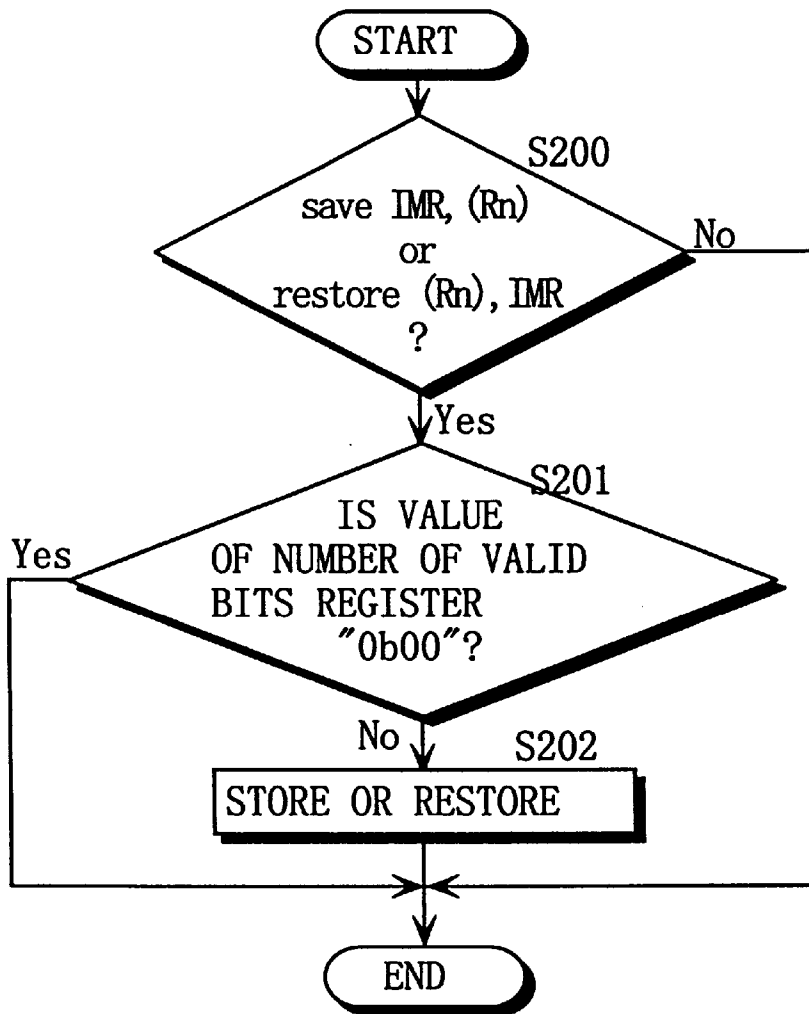 START
S200
save IMR, (Rn)
or
restore (Rn), IMR
?
No
Yes
S201
IS VALUE
OF NUMBER OF VALID
BITS REGISTER
"0b00"?
Yes
No
S202
STORE OR RESTORE
END